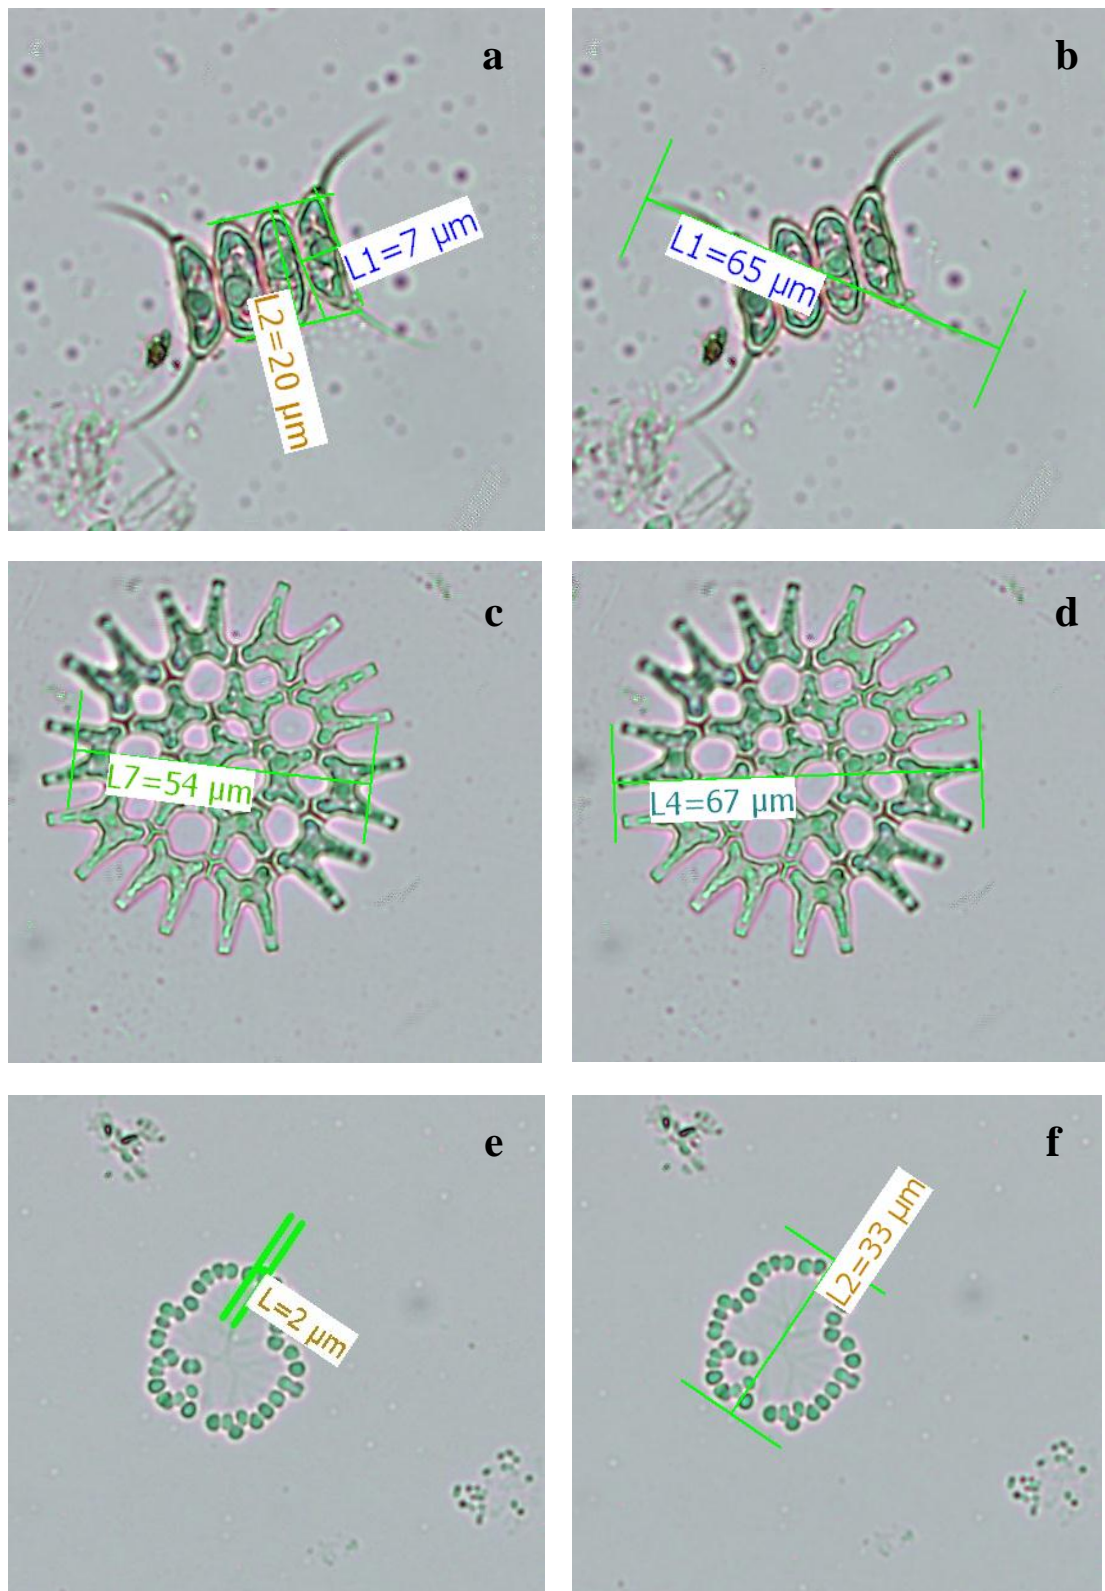 a
L1=7 µm
L2=20 µm
b
L1=65 µm
c
L7=54 µm
d
L4=67 µm
e
L=2 µm
f
L2=33 µm